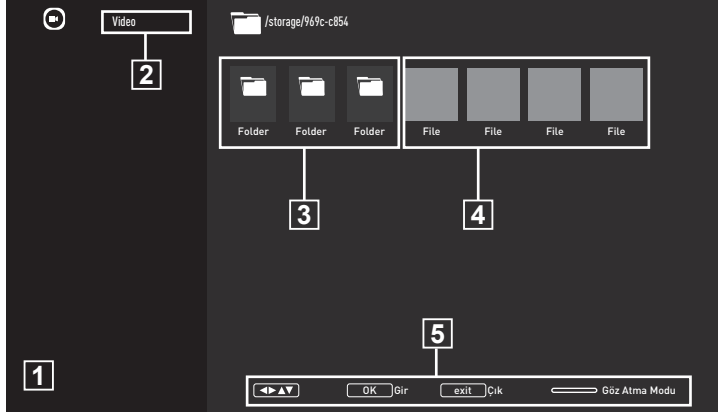 Video
/storage/969c-c854
2
Folder Folder Folder File File File File
3 4
5
1
OK Gir exit Çık Göz Atma Modu